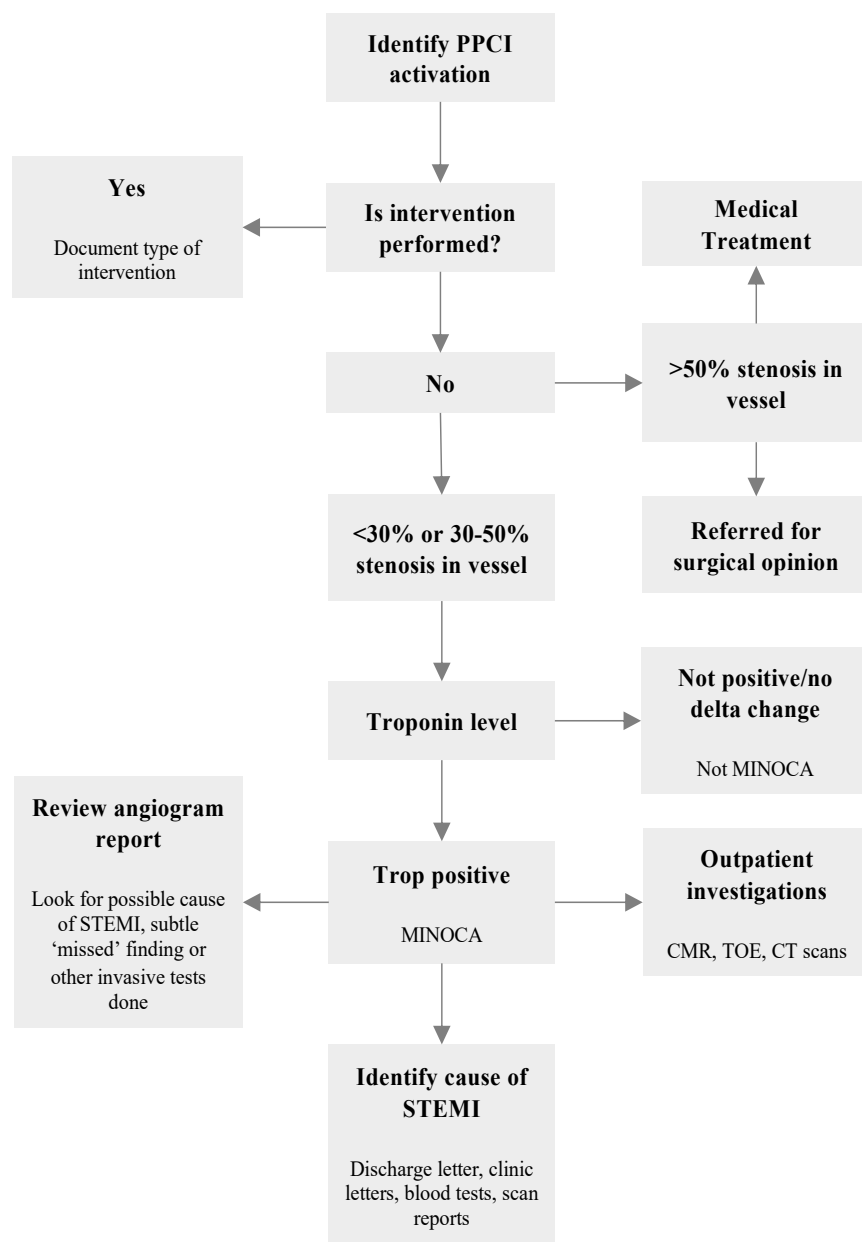 Identify PPCI
activation
Yes
Document type of
intervention
Is intervention
performed?
Medical
Treatment
No
>50% stenosis in
vessel
<30% or 30-50%
stenosis in vessel
Referred for
surgical opinion
Troponin level
Not positive/no
delta change
Not MINOCA
Review angiogram
report
Look for possible cause
of STEMI, subtle
‘missed’ finding or
other invasive tests
done
Trop positive
MINOCA
Outpatient
investigations
CMR, TOE, CT scans
Identify cause of
STEMI
Discharge letter, clinic
letters, blood tests, scan
reports